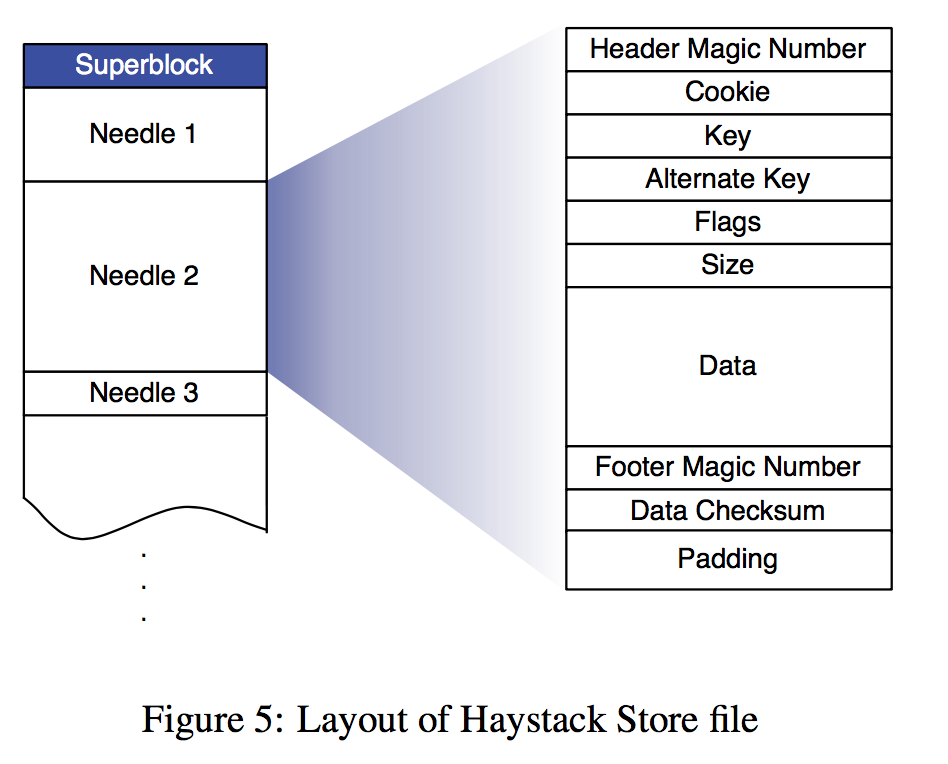 Superblock
Needle 1
Needle 2
Needle 3
.
.
.
Header Magic Number
Cookie
Key
Alternate Key
Flags
Size
Data
Footer Magic Number
Data Checksum
Padding
Figure 5: Layout of Haystack Store file